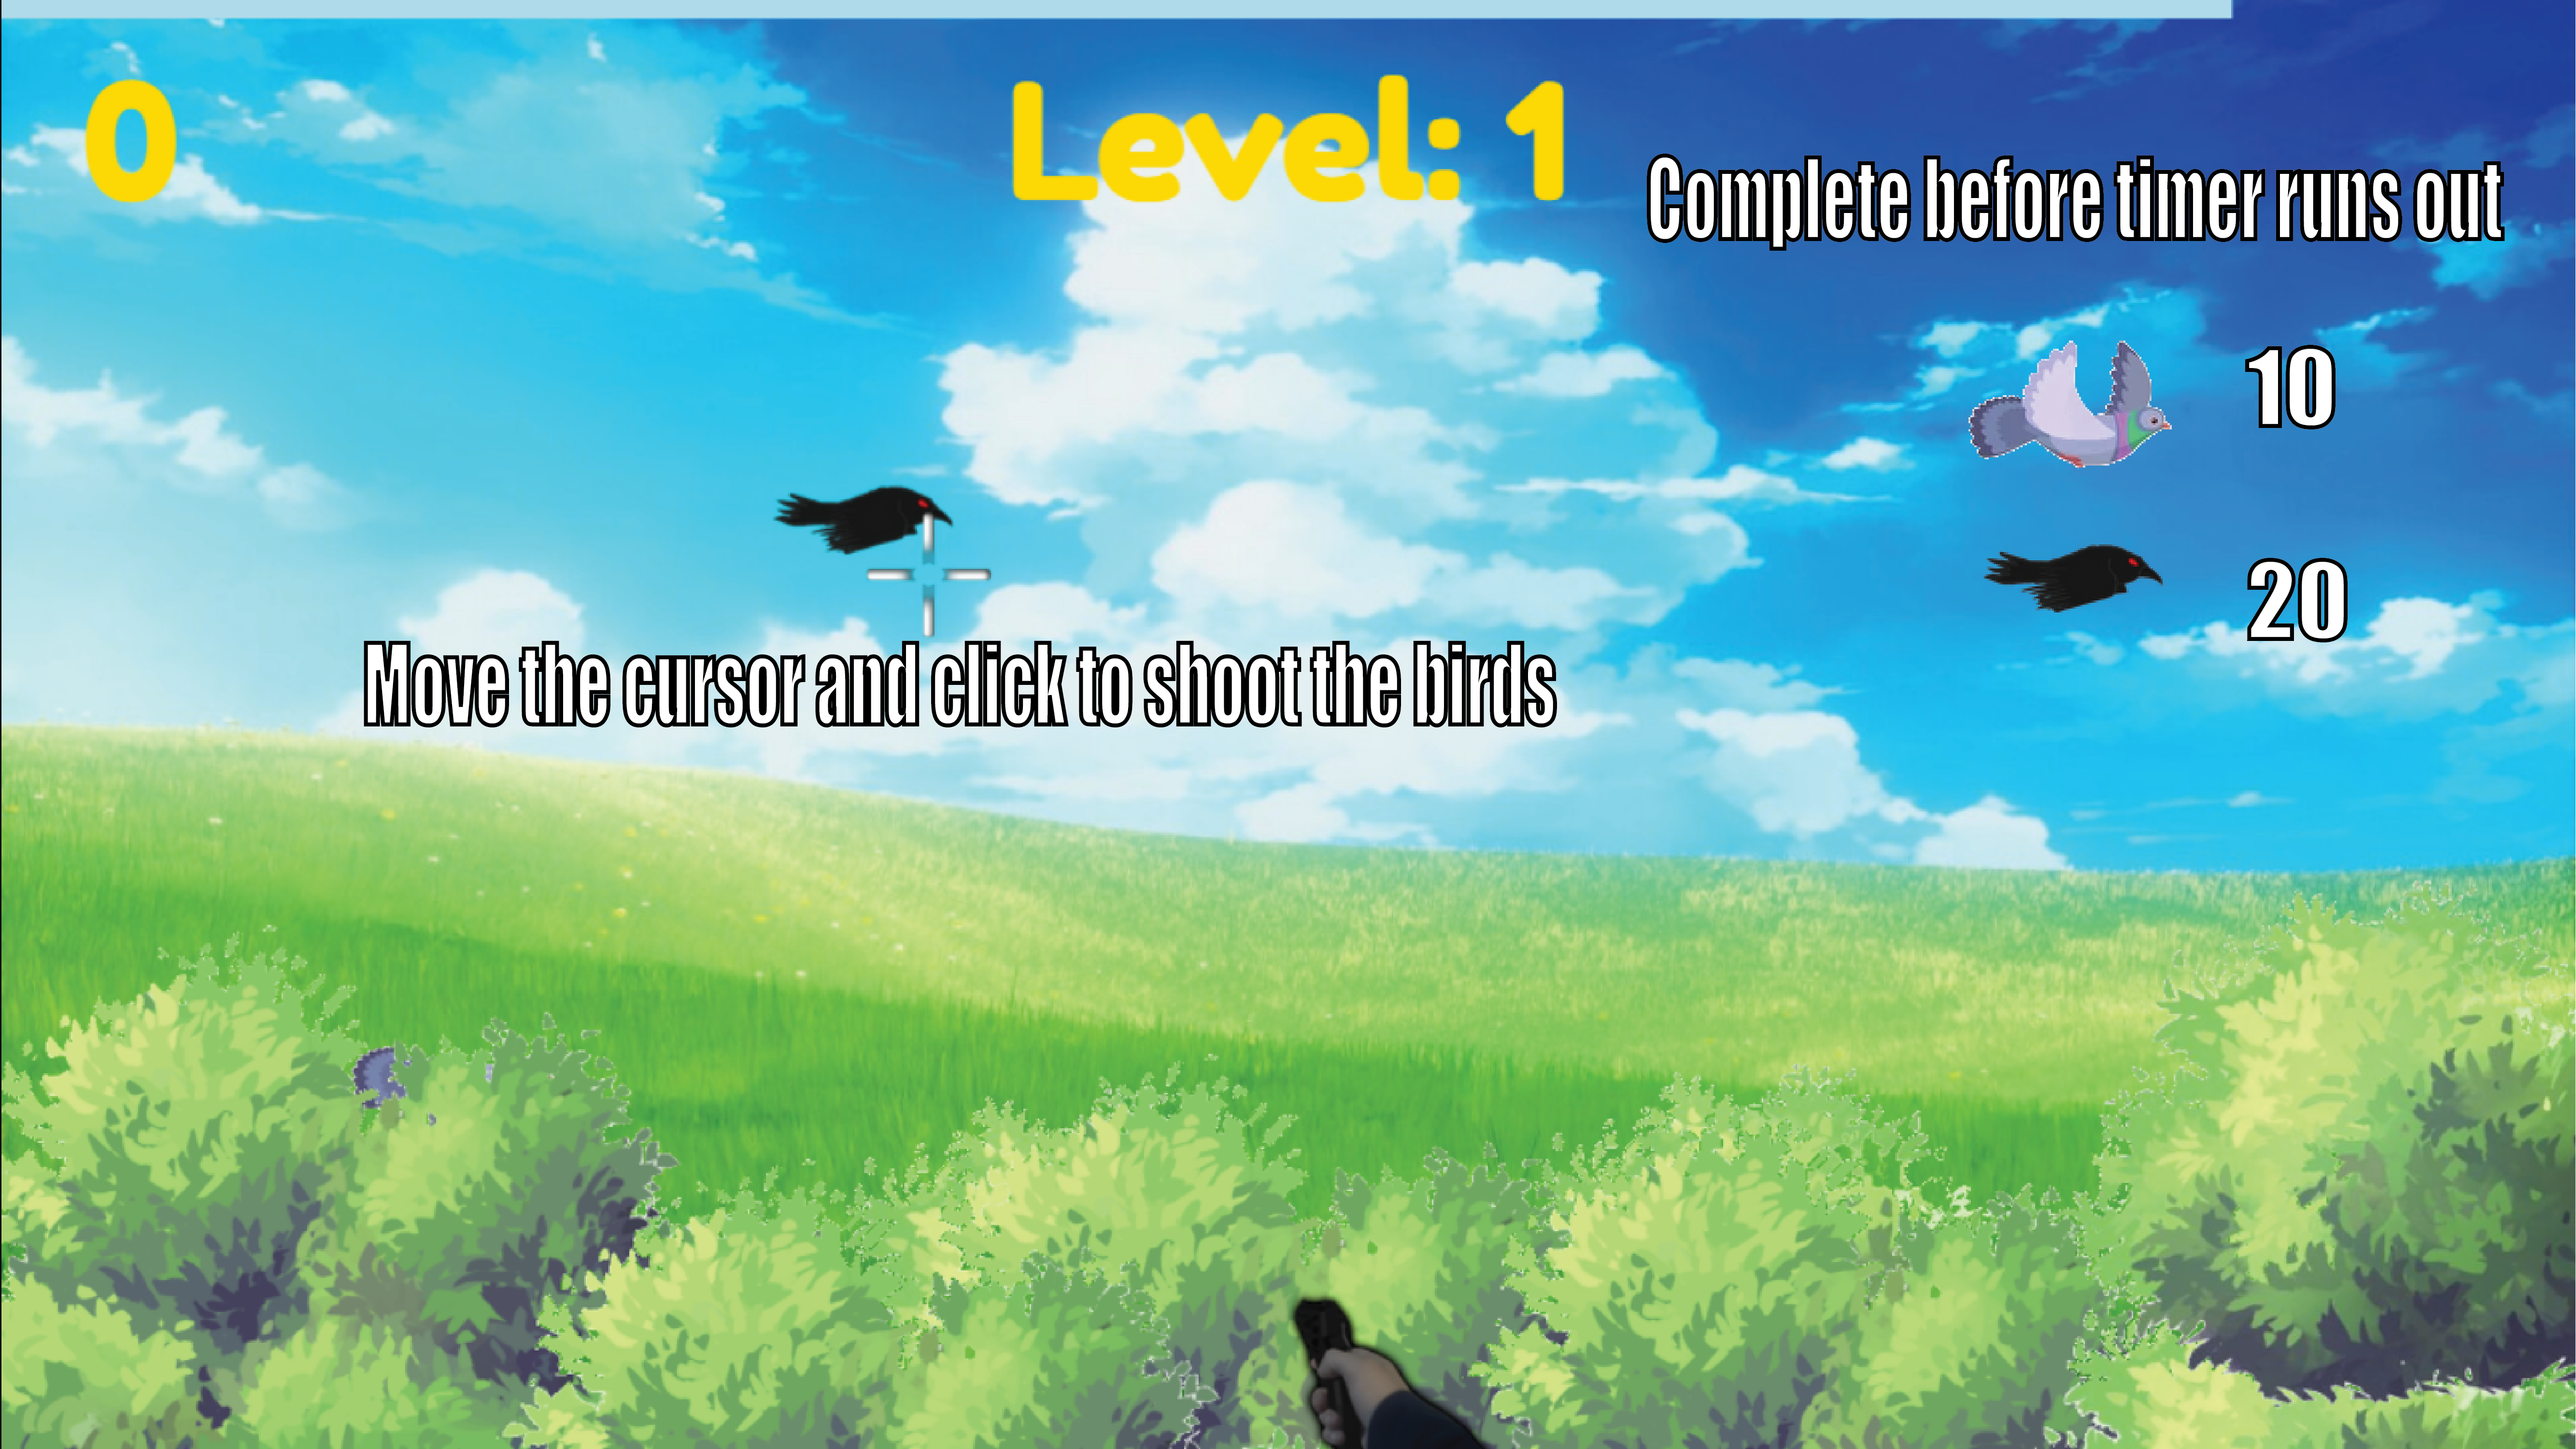 0
Level: 1
Complete before timer runs out
10
20
Move the cursor and click to shoot the birds